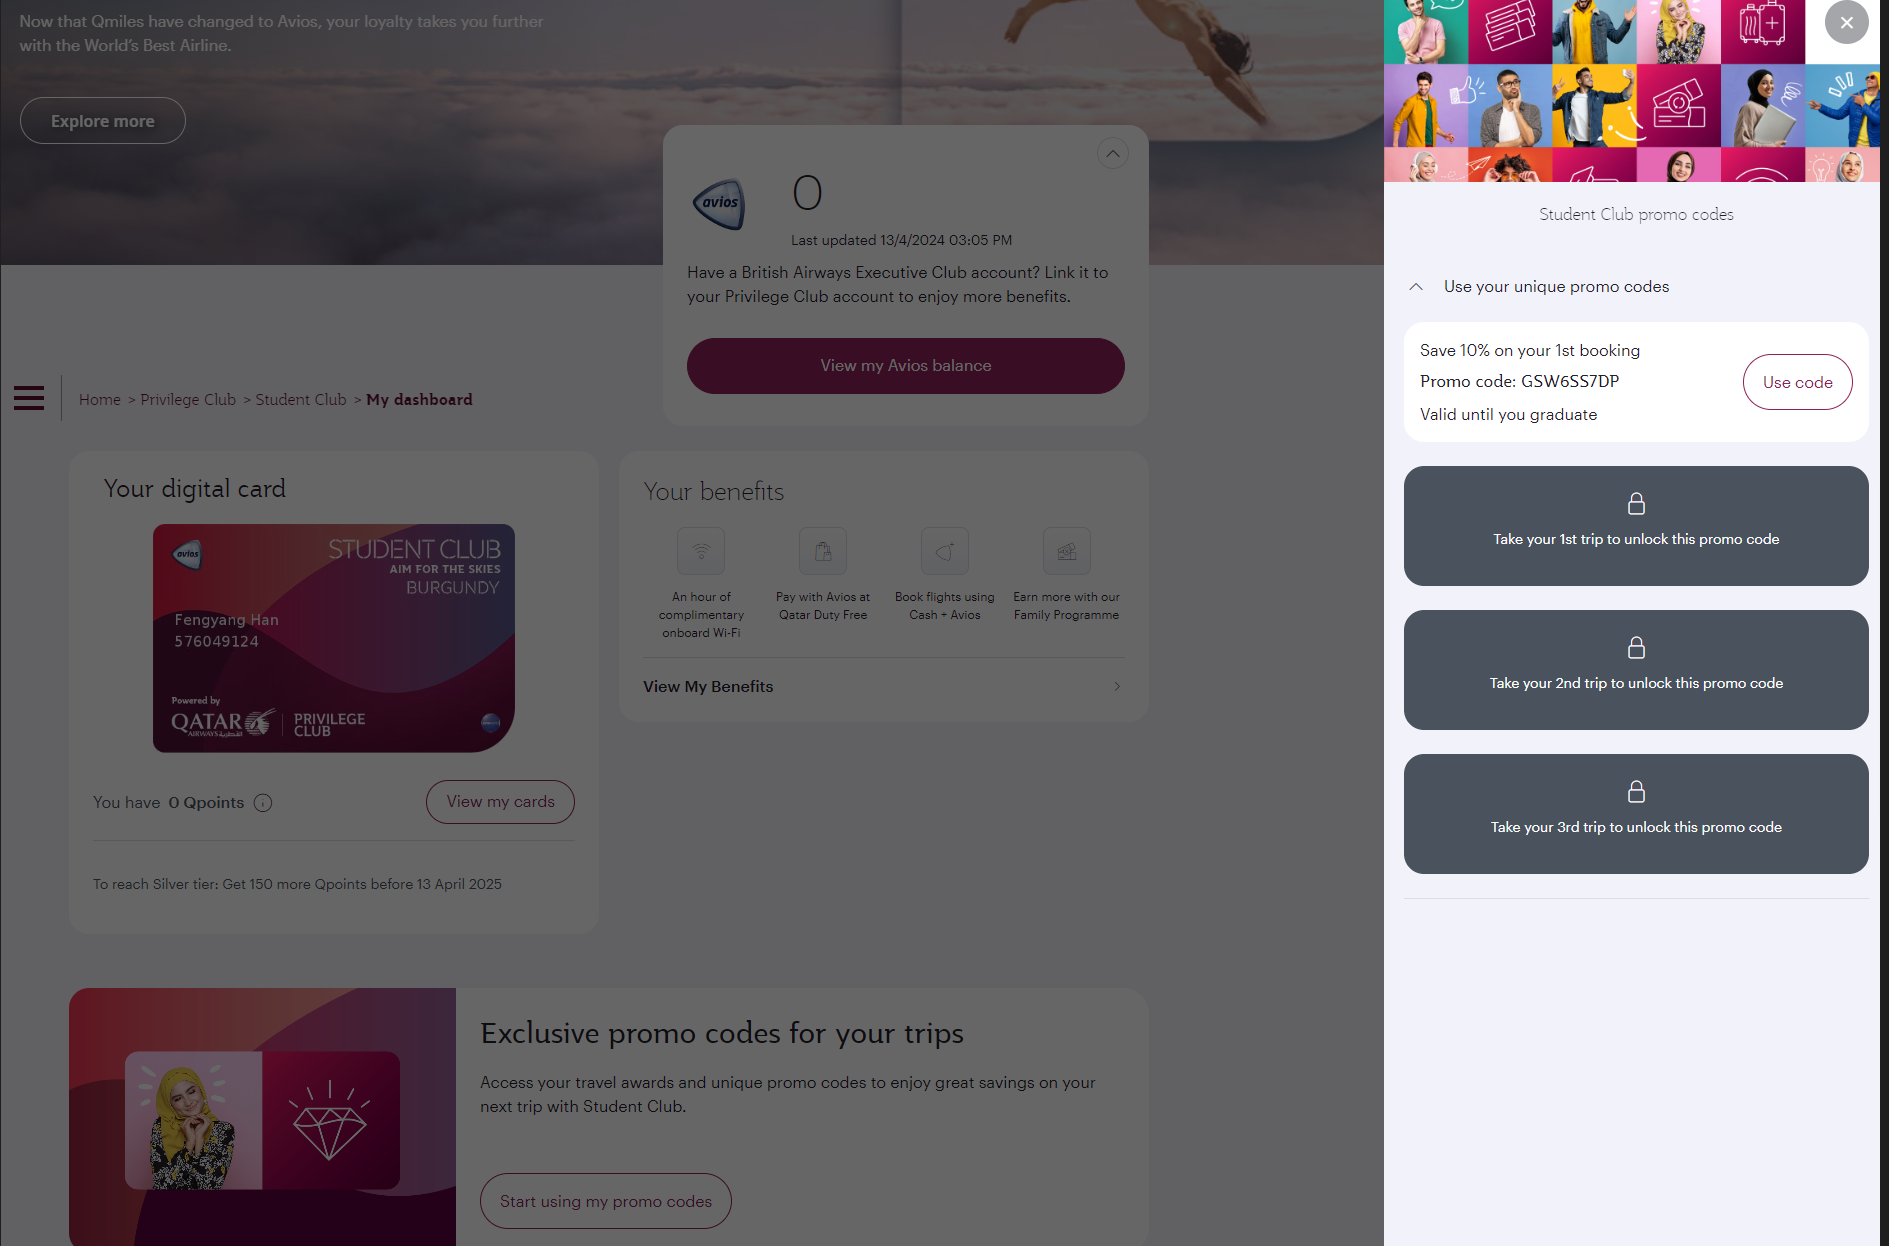 Now that Qmiles have changed to Avios, your loyalty takes you further
with the World's Best Airline.
Explore more
avios
0
Last updated 13/4/2024 03:05 PM
Have a British Airways Executive Club account? Link it to
your Privilege Club account to enjoy more benefits.
View my Avios balance
Home > Privilege Club > Student Club > My dashboard
Your digital card
avios
STUDENT CLUB
AIM FOR THE SKIES
BURGUNDY
Fengyang Han
576049124
Powered by
QATAR
AIRWAYS القطرية
PRIVILEGE
CLUB
You have 0 Qpoints
View my cards
To reach Silver tier: Get 150 more Qpoints before 13 April 2025
Your benefits
An hour of
complimentary
onboard Wi-Fi
Pay with Avios at
Qatar Duty Free
Book flights using
Cash + Avios
Earn more with our
Family Programme
View My Benefits
Exclusive promo codes for your trips
Access your travel awards and unique promo codes to enjoy great savings on your
next trip with Student Club.
Start using my promo codes
Student Club promo codes
Use your unique promo codes
Save 10% on your 1st booking
Promo code: GSW6SS7DP
Valid until you graduate
Use code
Take your 1st trip to unlock this promo code
Take your 2nd trip to unlock this promo code
Take your 3rd trip to unlock this promo code